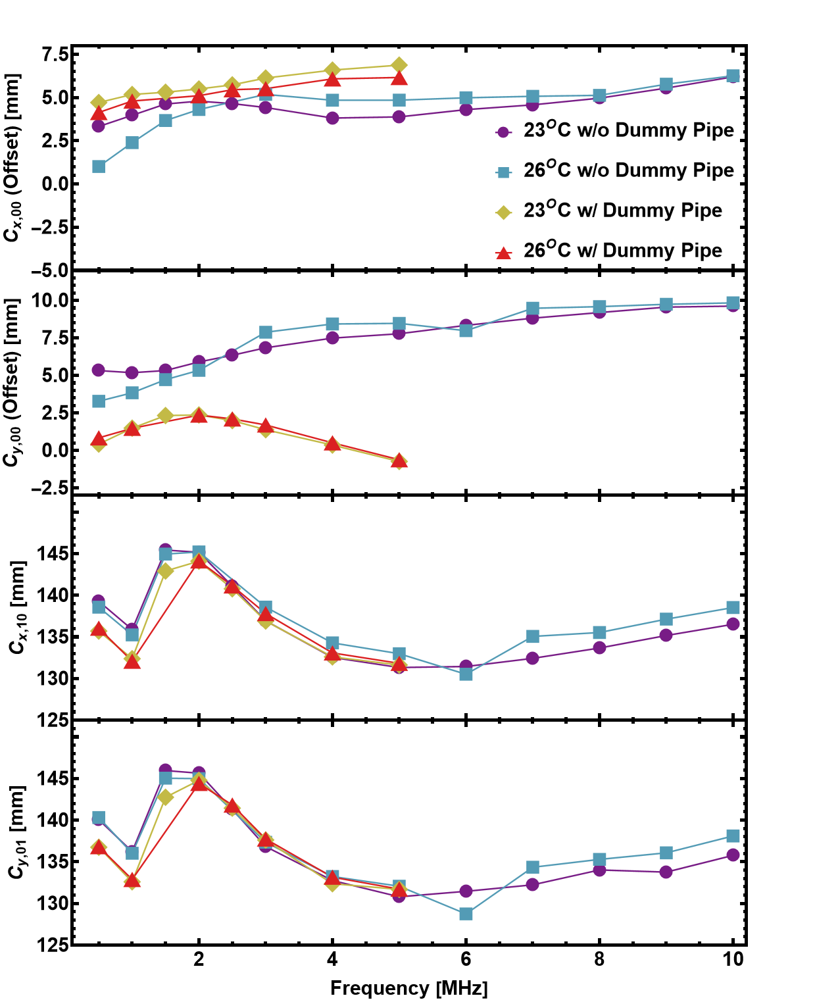 7.5
5.0
2.5
0.0
−2.5
−5.0
C_{x,00} (Offset) [mm]
23^{O}C w/o Dummy Pipe
26^{O}C w/o Dummy Pipe
23^{O}C w/ Dummy Pipe
26^{O}C w/ Dummy Pipe
10.0
7.5
5.0
2.5
0.0
−2.5
C_{y,00} (Offset) [mm]
145
140
135
130
125
C_{x,10} [mm]
145
140
135
130
125
C_{y,01} [mm]
2 4 6 8 10
Frequency [MHz]